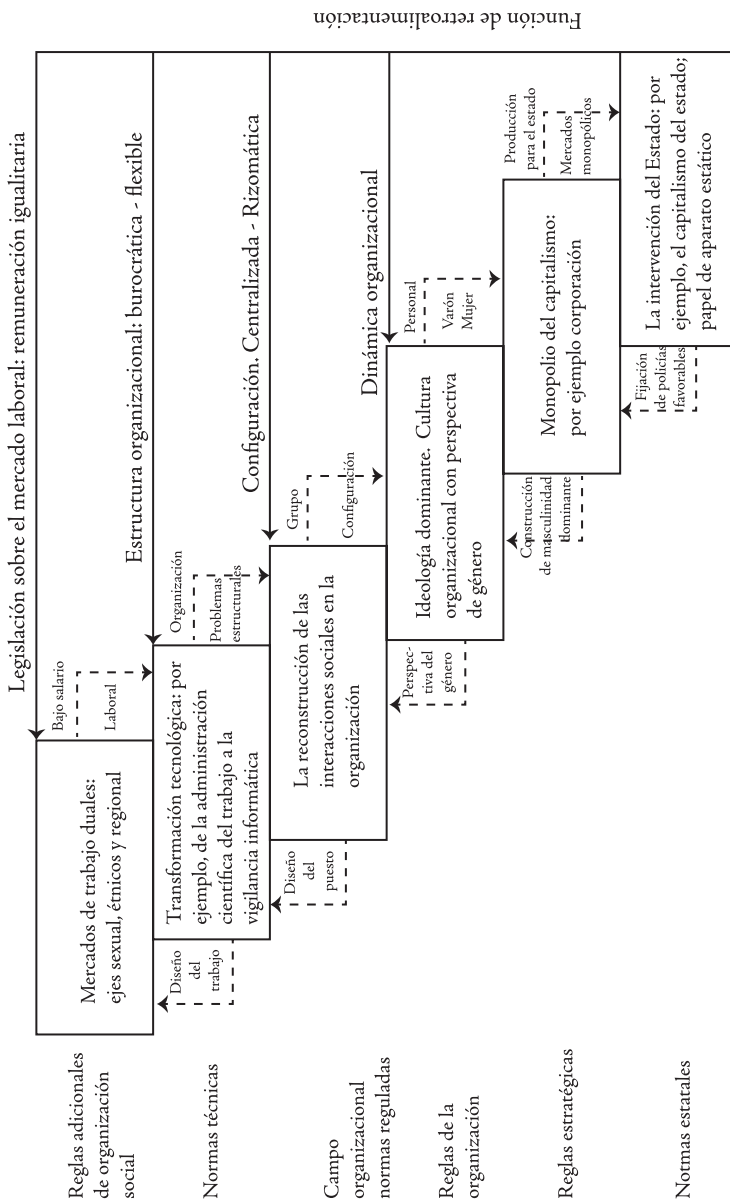 Función de retroalimentación
Legislación sobre el mercado laboral: remuneración igualitaria
Estructura organizacional: burocrática - flexible
Configuración. Centralizada - Rizomática
Dinámica organizacional
Reglas adicionales
de organización
social
Mercados de trabajo duales:
ejes sexual, étnicos y regional
Bajo salario
Laboral
Normas técnicas
Diseño
del
trabajo
Transformación tecnológica: por
ejemplo, de la administración
científica del trabajo a la
vigilancia informática
Organización
Problemas
estructurales
Campo
organizacional
normas reguladas
Diseño
del
puesto
La reconstrucción de las
interacciones sociales en la
organización
Grupo
Configuración
Reglas de la
organización
Perspec-
tiva del
género
Ideología dominante. Cultura
organizacional con perspectiva
de género
Personal
Varón
Mujer
Reglas estratégicas
Construcción
de masculinidad
dominante
Monopolio del capitalismo:
por ejemplo corporación
Producción
para el estado
Mercados
monopólicos
Notmas estatales
Fijación
de policías
favorables
La intervención del Estado: por
ejemplo, el capitalismo del estado;
papel de aparato estático